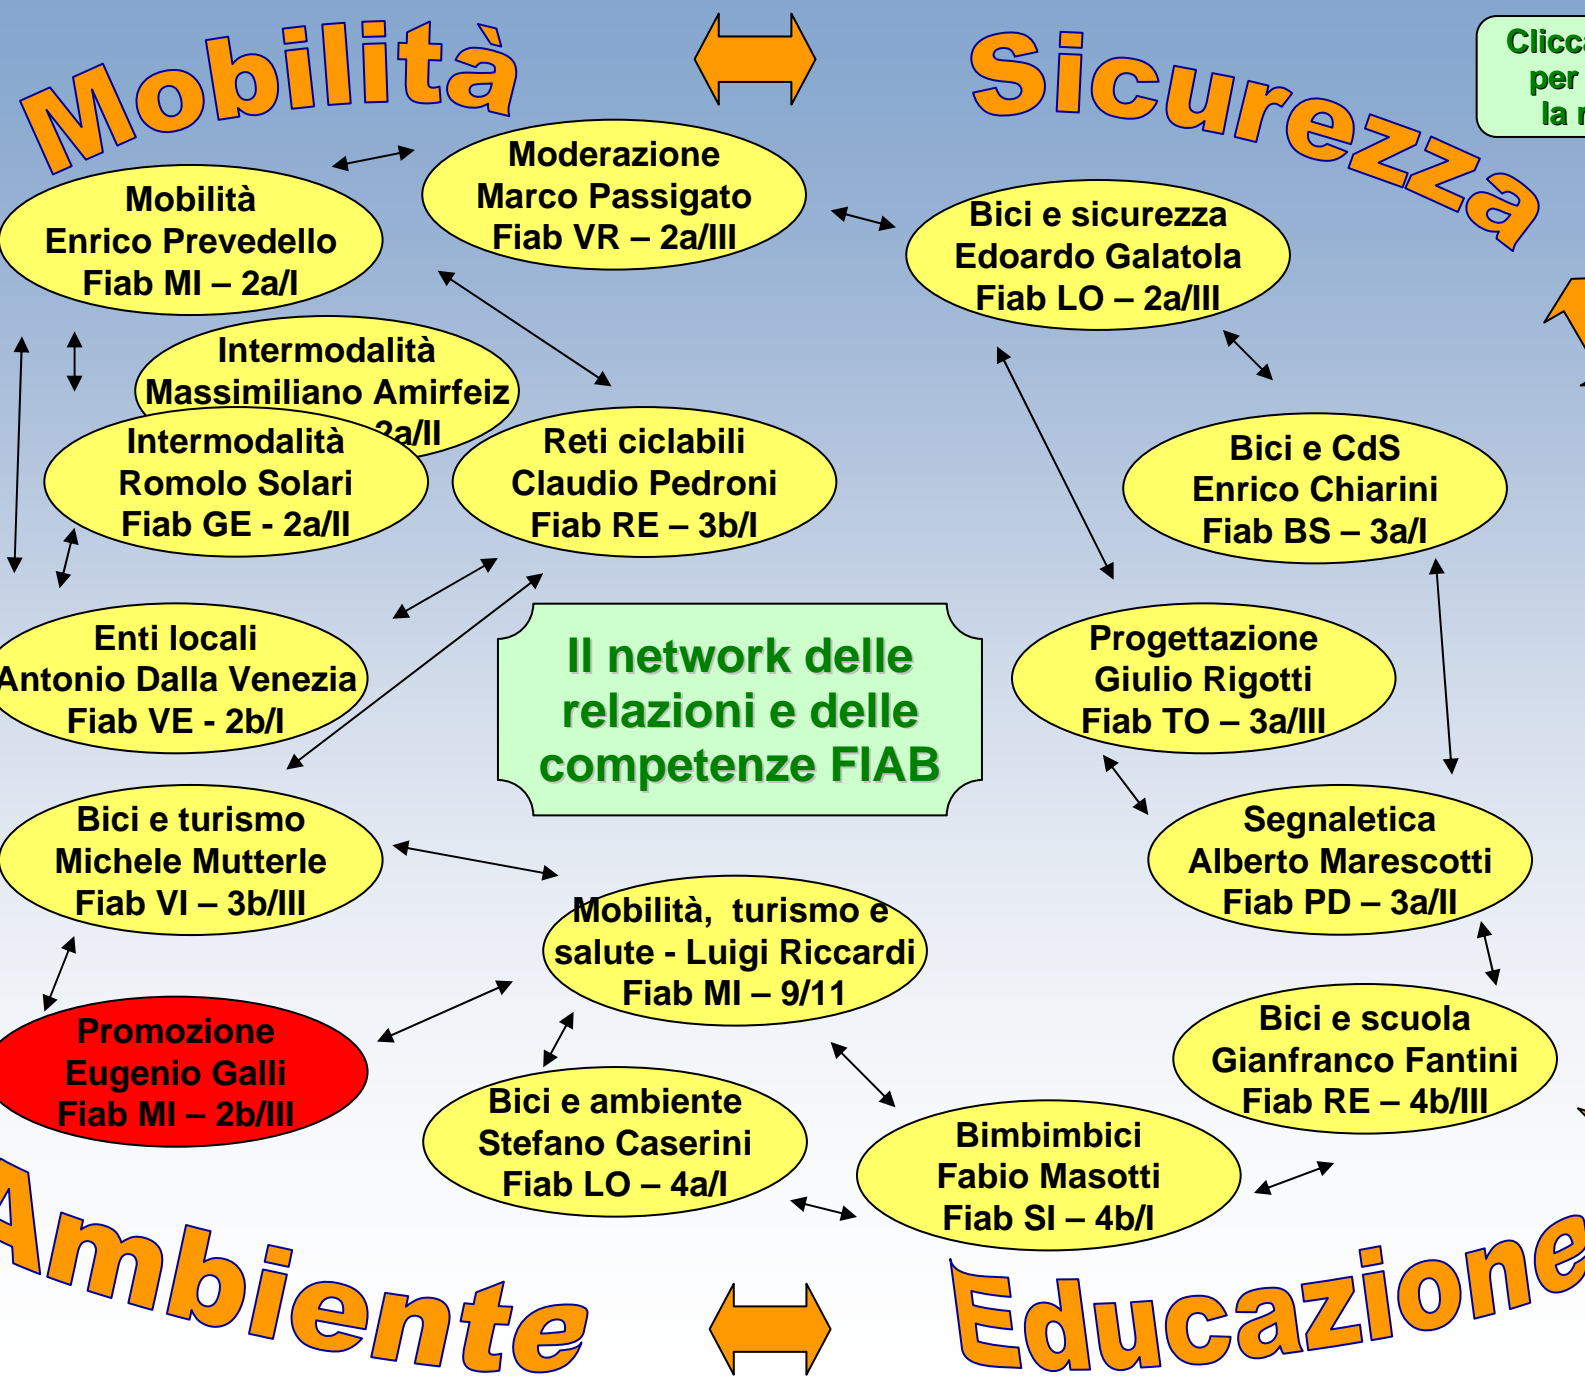 Mobilità
Sicurezza
per
la
Mobilità
Enrico Prevedello
Fiab MI – 2a/I
Moderazione
Marco Passigato
Fiab VR – 2a/III
Bici e sicurezza
Edoardo Galatola
Fiab LO – 2a/III
Intermodalità
Massimiliano Amirfeiz
2a/II
Intermodalità
Romolo Solari
Fiab GE - 2a/II
Reti ciclabili
Claudio Pedroni
Fiab RE – 3b/I
Bici e CdS
Enrico Chiarini
Fiab BS – 3a/I
Enti locali
Antonio Dalla Venezia
Fiab VE - 2b/I
Il network delle
relazioni e delle
competenze FIAB
Progettazione
Giulio Rigotti
Fiab TO – 3a/III
Bici e turismo
Michele Mutterle
Fiab VI – 3b/III
Segnaletica
Alberto Marescotti
Fiab PD – 3a/II
Mobilità, turismo e
salute - Luigi Riccardi
Fiab MI – 9/11
Promozione
Eugenio Galli
Fiab MI – 2b/III
Bici e scuola
Gianfranco Fantini
Fiab RE – 4b/III
Bici e ambiente
Stefano Caserini
Fiab LO – 4a/I
Bimbimbici
Fabio Masotti
Fiab SI – 4b/I
Ambiente
Educazione